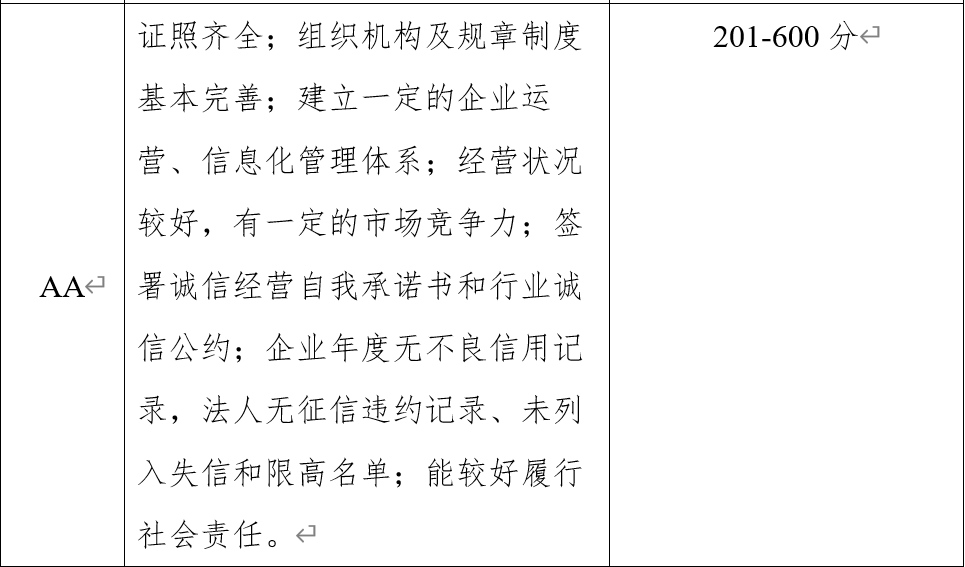 AA
证照齐全；组织机构及规章制度
基本完善；建立一定的企业运
营、信息化管理体系；经营状况
较好，有一定的市场竞争力；签
署诚信经营自我承诺书和行业诚
信公约；企业年度无不良信用记
录，法人无征信违约记录、未列
入失信和限高名单；能较好履行
社会责任。
201-600 分